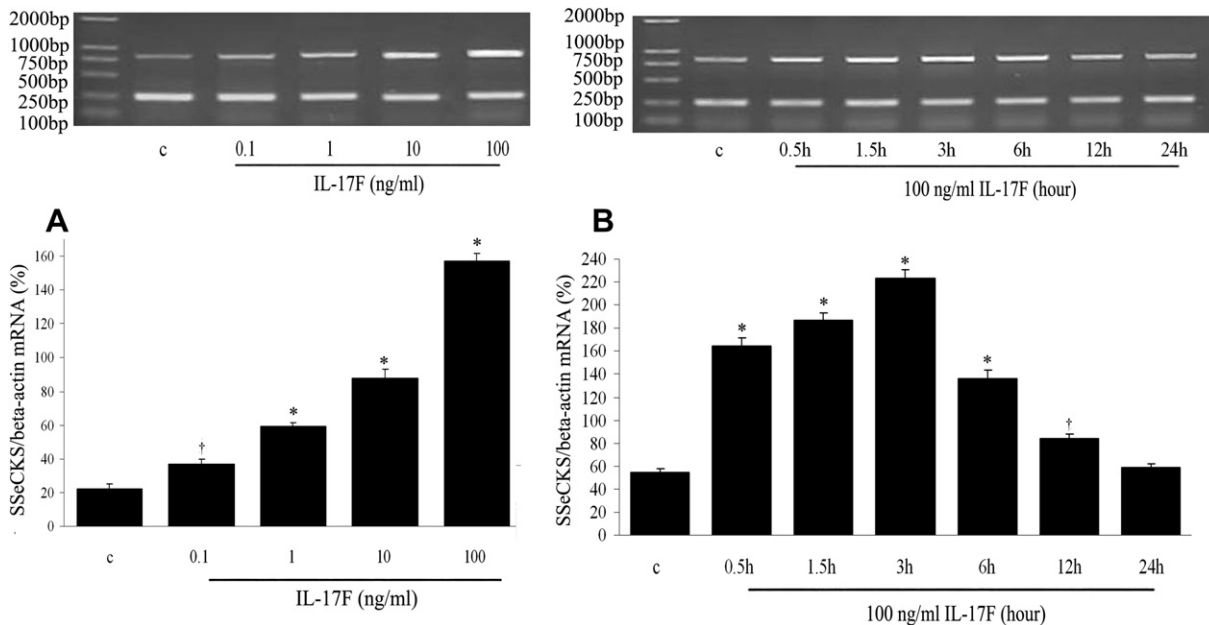 2000bp
1000bp
750bp
500bp
250bp
100bp
c 0.1 1 10 100
IL-17F (ng/ml)
2000bp
1000bp
750bp
500bp
250bp
100bp
c 0.5h 1.5h 3h 6h 12h 24h
100 ng/ml IL-17F (hour)
A
SSeCKS/beta-actin mRNA (%)
160
140
120
100
80
60
40
20
0
†
*
*
*
c 0.1 1 10 100
IL-17F (ng/ml)
B
SSeCKS/beta-actin mRNA (%)
240
220
200
180
160
140
120
100
80
60
40
20
0
*
*
*
*
†
c 0.5h 1.5h 3h 6h 12h 24h
100 ng/ml IL-17F (hour)